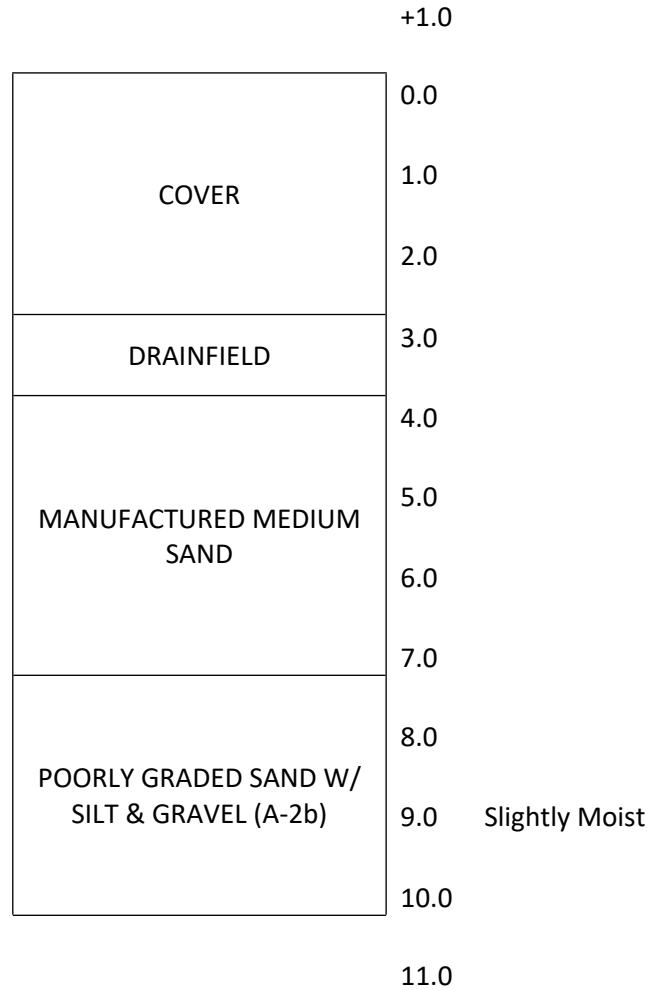 +1.0
0.0
1.0
COVER
2.0
3.0
DRAINFIELD
4.0
5.0
MANUFACTURED MEDIUM
SAND
6.0
7.0
8.0
POORLY GRADED SAND W/
SILT & GRAVEL (A-2b)
9.0 Slightly Moist
10.0
11.0